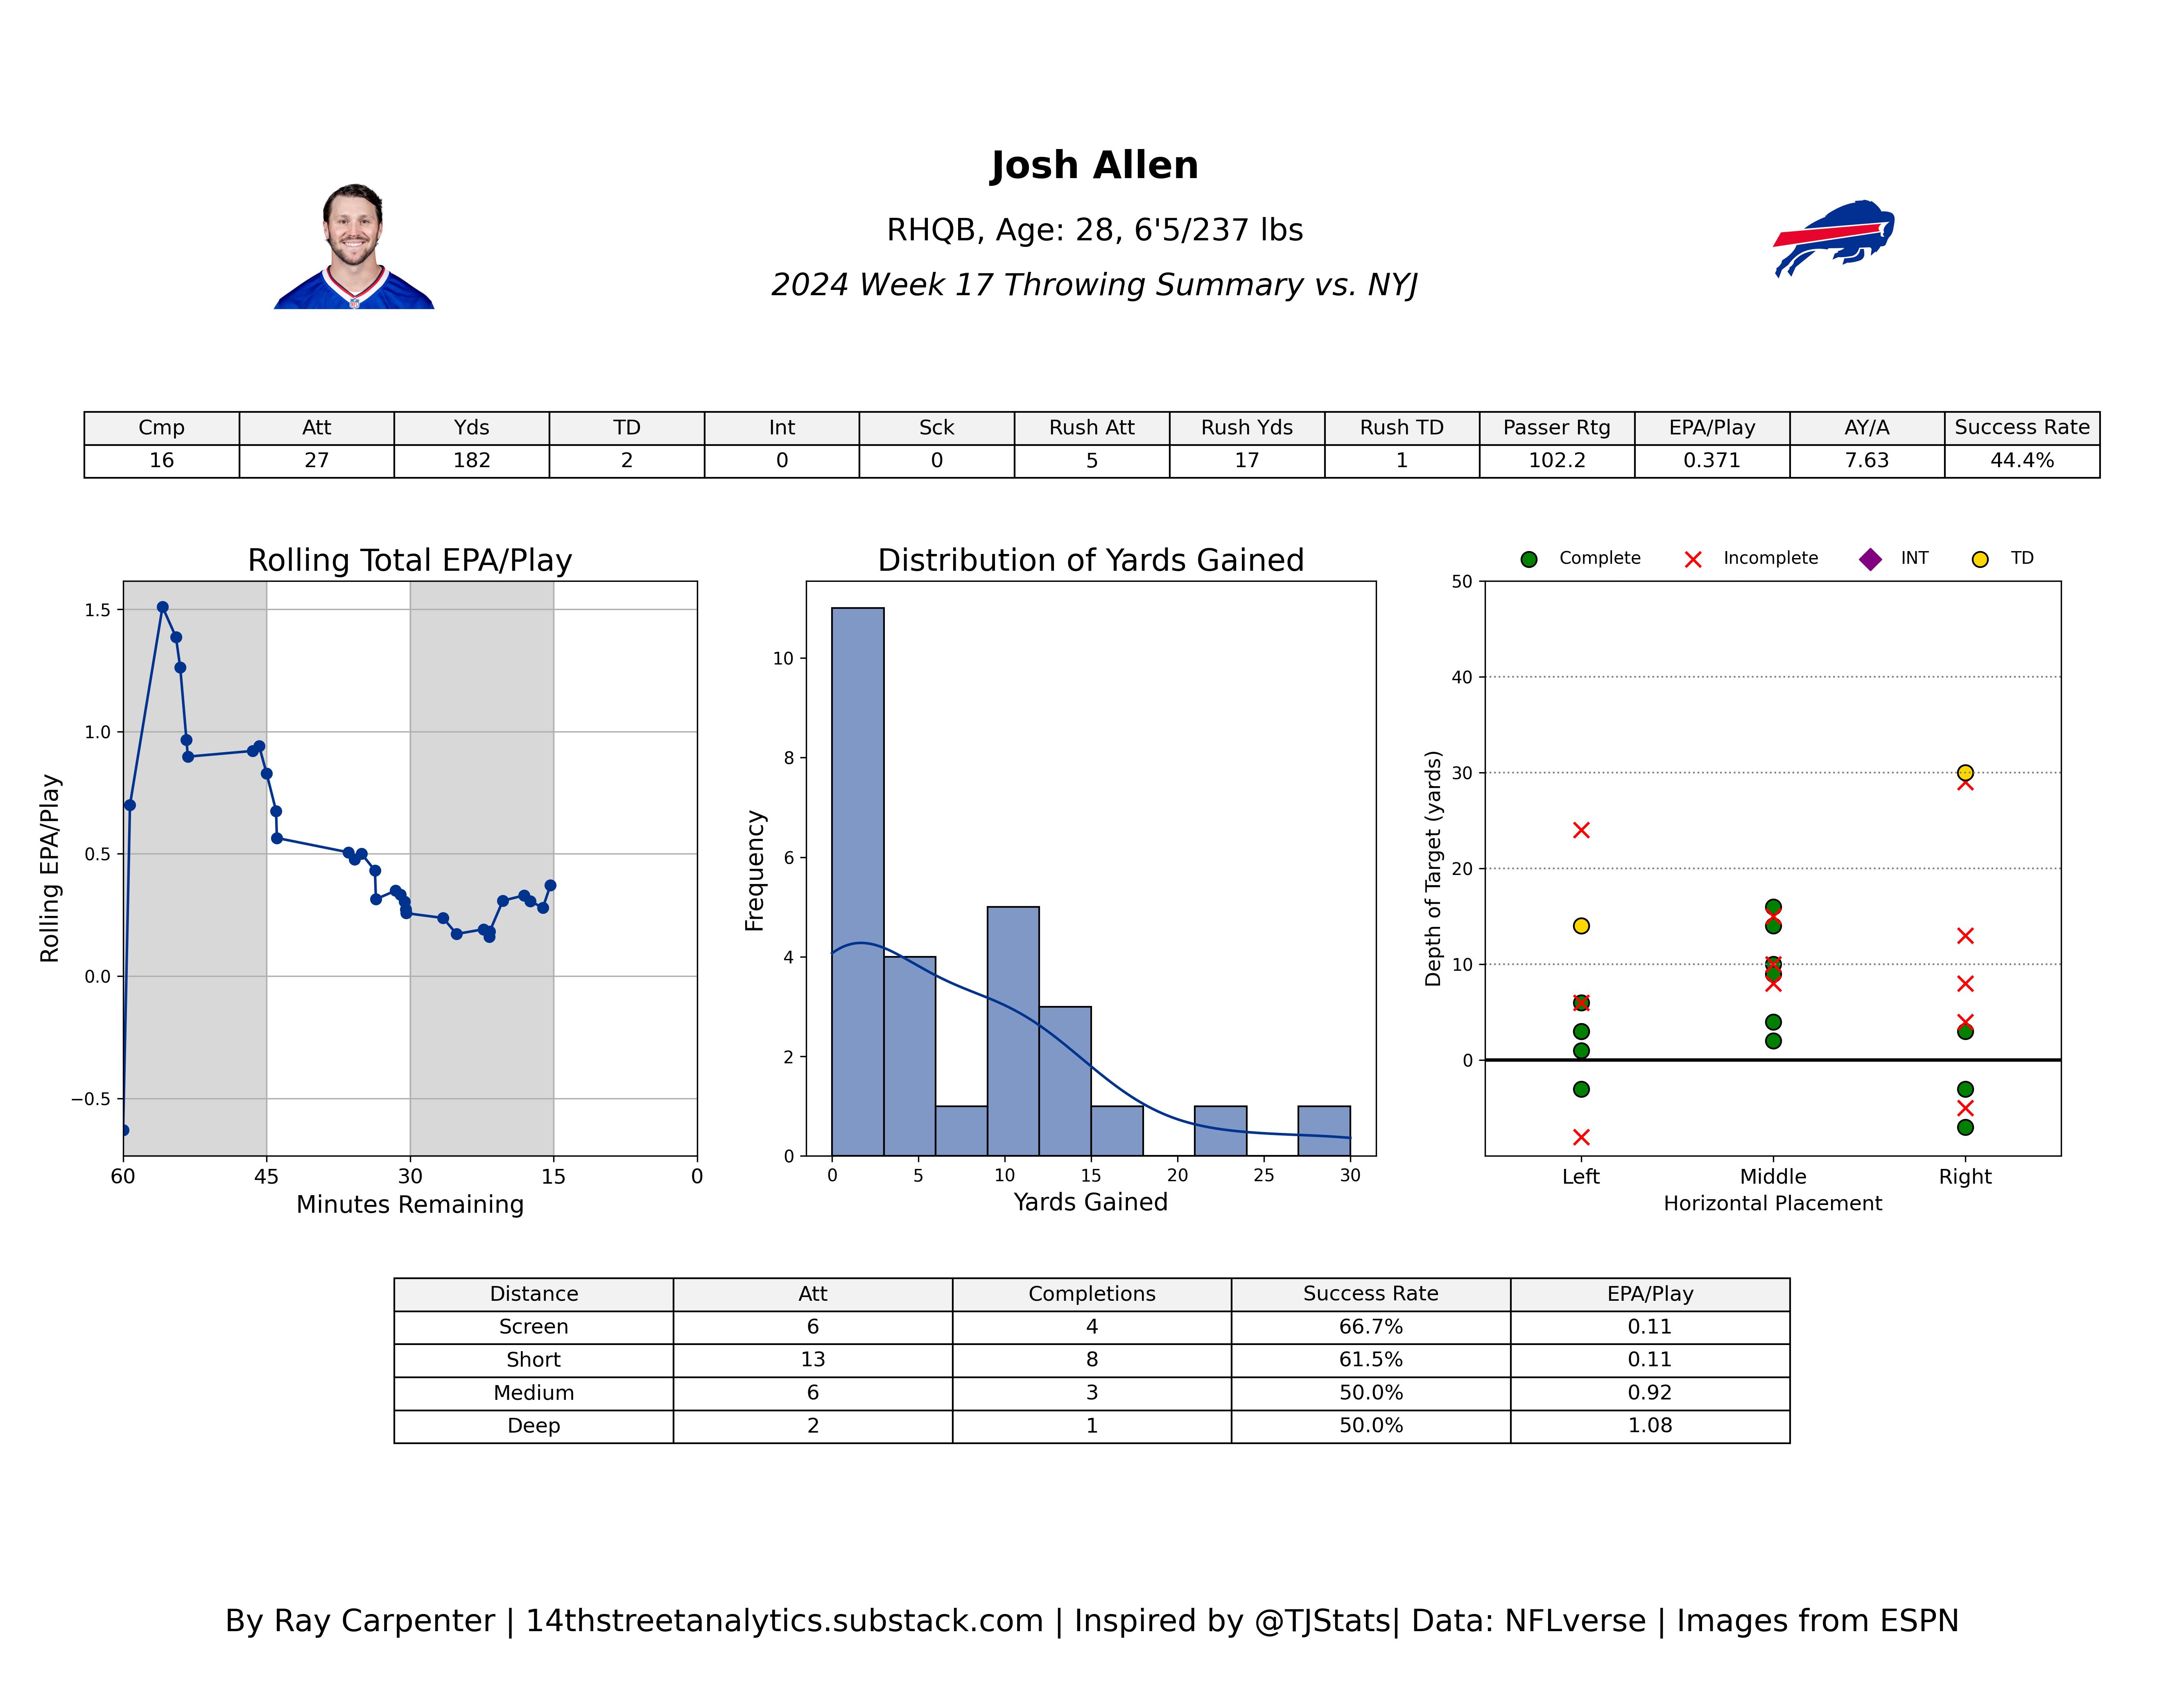 Josh Allen
RHQB, Age: 28, 6'5/237 lbs
2024 Week 17 Throwing Summary vs. NYJ
Cmp Att Yds TD Int Sck Rush Att Rush Yds Rush TD Passer Rtg EPA/Play AY/A Success Rate
16 27 182 2 0 0 5 17 1 102.2 0.371 7.63 44.4%
Rolling Total EPA/Play
1.5
1.0
0.5
0.0
−0.5
Rolling EPA/Play
60 45 30 15 0
Minutes Remaining
Distribution of Yards Gained
10
8
6
4
2
0
Frequency
0 5 10 15 20 25 30
Yards Gained
Complete Incomplete INT TD
50
40
30
20
10
0
Depth of Target (yards)
Left Middle Right
Horizontal Placement
Distance Att Completions Success Rate EPA/Play
Screen 6 4 66.7% 0.11
Short 13 8 61.5% 0.11
Medium 6 3 50.0% 0.92
Deep 2 1 50.0% 1.08
By Ray Carpenter | 14thstreetanalytics.substack.com | Inspired by @TJStats| Data: NFLverse | Images from ESPN